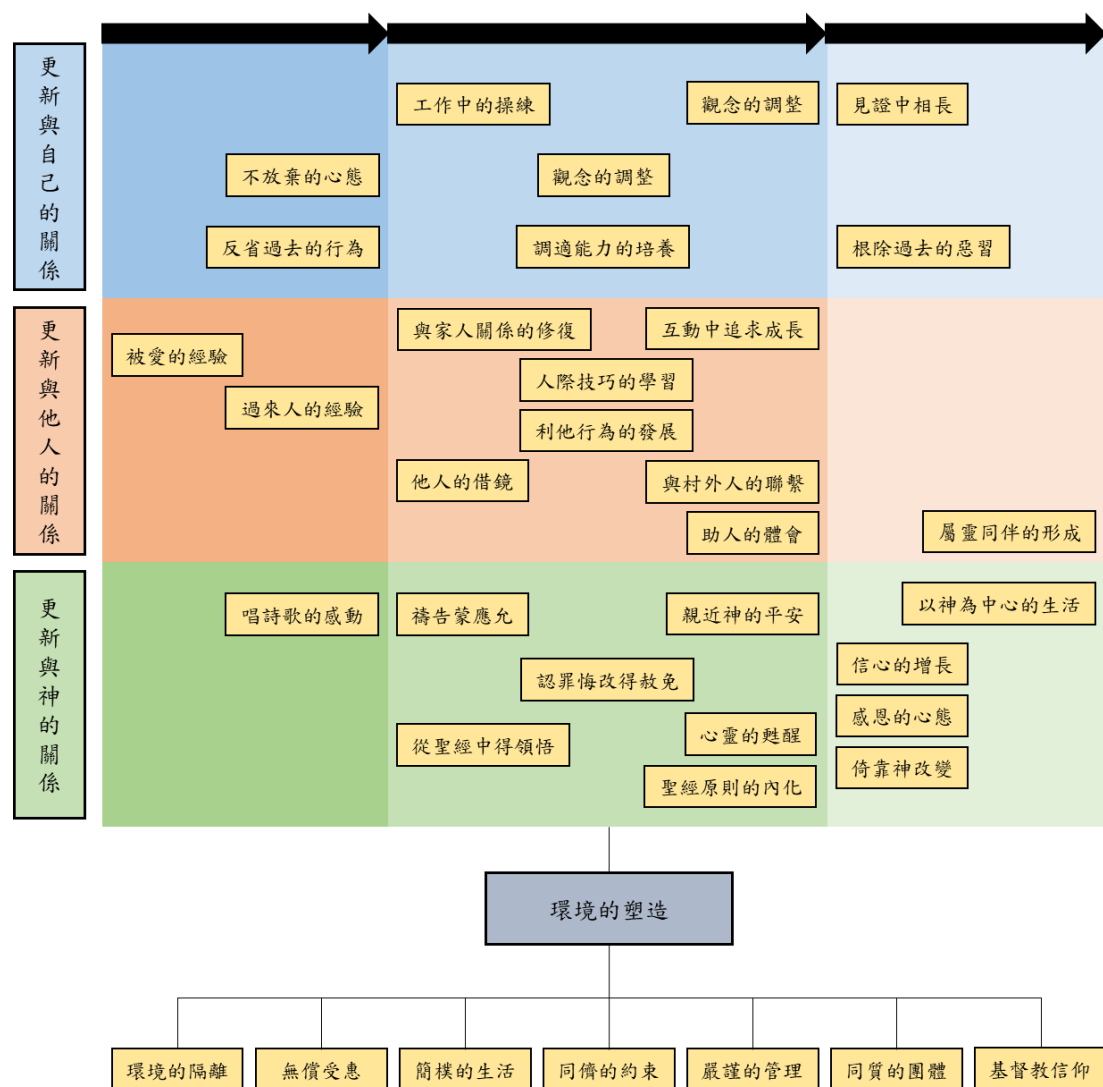 更新與自己的關係
工作中的操練
觀念的調整
見證中相長
不放棄的心態
觀念的調整
反省過去的行為
調適能力的培養
根除過去的惡習
更新與他人的關係
與家人關係的修復
互動中追求成長
被愛的經驗
人際技巧的學習
過來人的經驗
利他行為的發展
他人的借鏡
與村外人的聯繫
助人的體會
屬靈同伴的形成
更新與神的關係
唱詩歌的感動
禱告蒙應允
親近神的平安
以神為中心的生活
信心的增長
認罪悔改得赦免
感恩的心態
從聖經中得領悟
心靈的甦醒
倚靠神改變
聖經原則的內化
環境的塑造
環境的隔離
無償受惠
簡樸的生活
同儕的約束
嚴謹的管理
同質的團體
基督教信仰